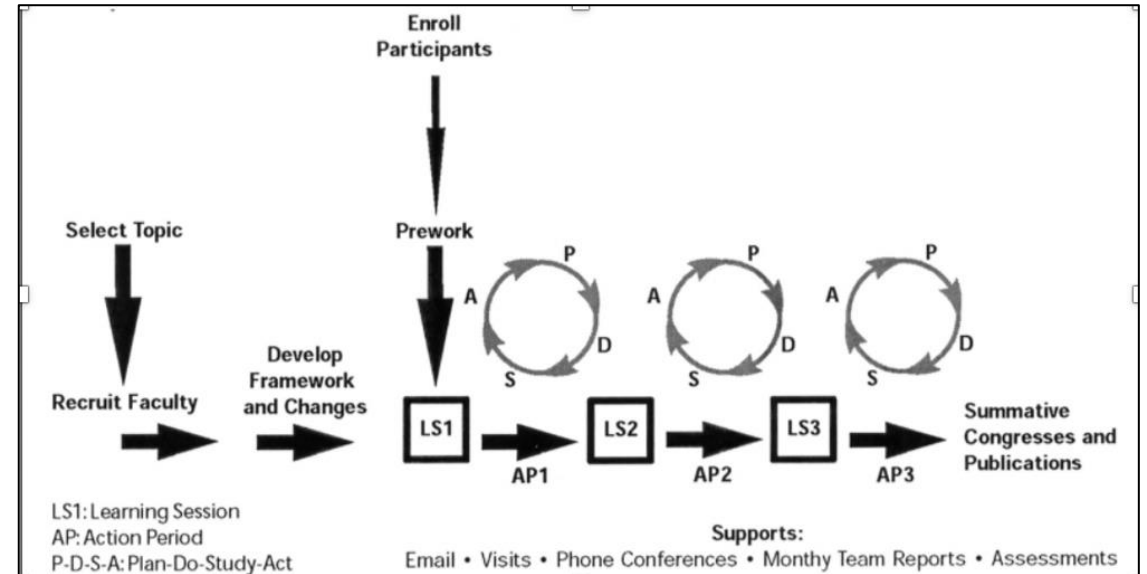 Enroll
Participants
Select Topic
Prework
P
A
D
S
P
A
D
S
P
A
D
S
Recruit Faculty
Develop
Framework
and Changes
LS1
AP1
LS2
AP2
LS3
AP3
Summative
Congresses and
Publications
LS1: Learning Session
AP: Action Period
P-D-S-A: Plan-Do-Study-Act
Supports:
Email • Visits • Phone Conferences • Monthy Team Reports • Assessments